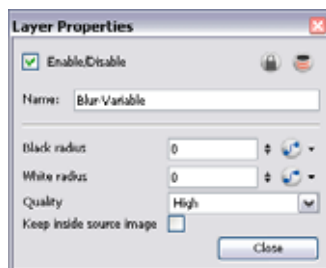 Layer Properties
Enable/Disable
Name: Blur-Variable
Black radius 0
White radius 0
Quality High
Keep inside source image
Close